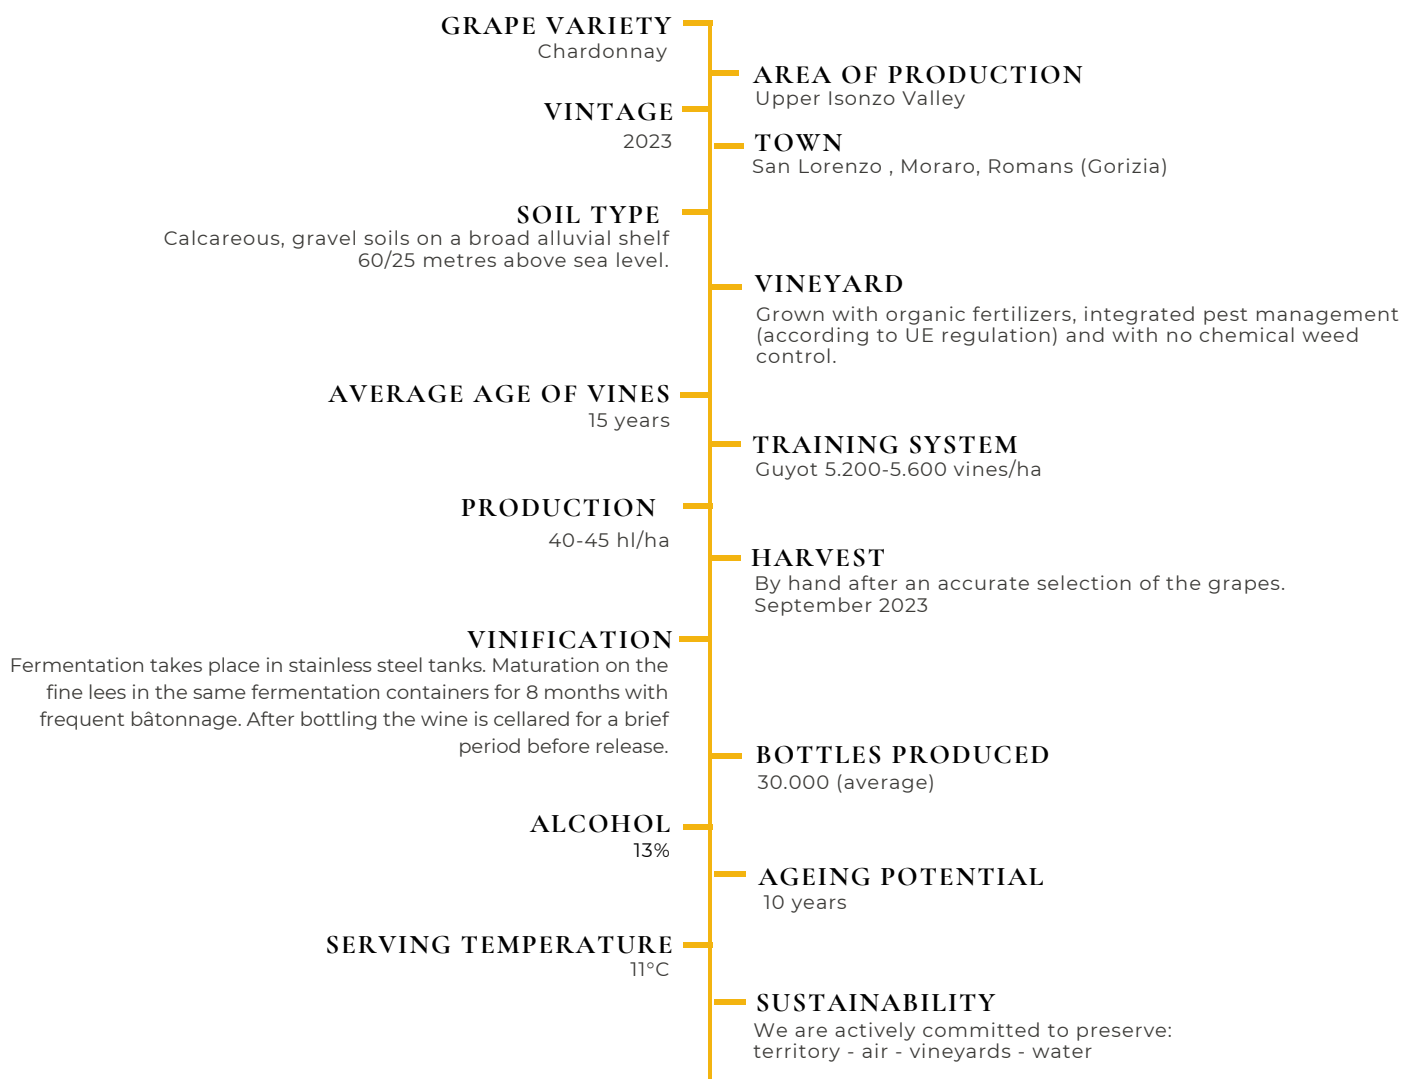 GRAPE VARIETY
Chardonnay
AREA OF PRODUCTION
Upper Isonzo Valley
VINTAGE
2023
TOWN
San Lorenzo , Moraro, Romans (Gorizia)
SOIL TYPE
Calcareous, gravel soils on a broad alluvial shelf
60/25 metres above sea level.
VINEYARD
Grown with organic fertilizers, integrated pest management
(according to UE regulation) and with no chemical weed
control.
AVERAGE AGE OF VINES
15 years
TRAINING SYSTEM
Guyot 5.200-5.600 vines/ha
PRODUCTION
40-45 hl/ha
HARVEST
By hand after an accurate selection of the grapes.
September 2023
VINIFICATION
Fermentation takes place in stainless steel tanks. Maturation on the
fine lees in the same fermentation containers for 8 months with
frequent bâtonnage. After bottling the wine is cellared for a brief
period before release.
BOTTLES PRODUCED
30.000 (average)
ALCOHOL
13%
AGEING POTENTIAL
10 years
SERVING TEMPERATURE
11°C
SUSTAINABILITY
We are actively committed to preserve:
territory - air - vineyards - water